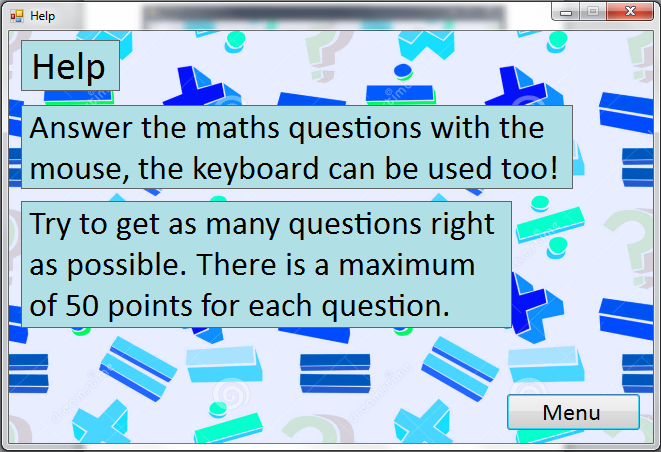 Help
Help
Answer the maths questions with the
mouse, the keyboard can be used too!
Try to get as many questions right
as possible. There is a maximum
of 50 points for each question.
Menu